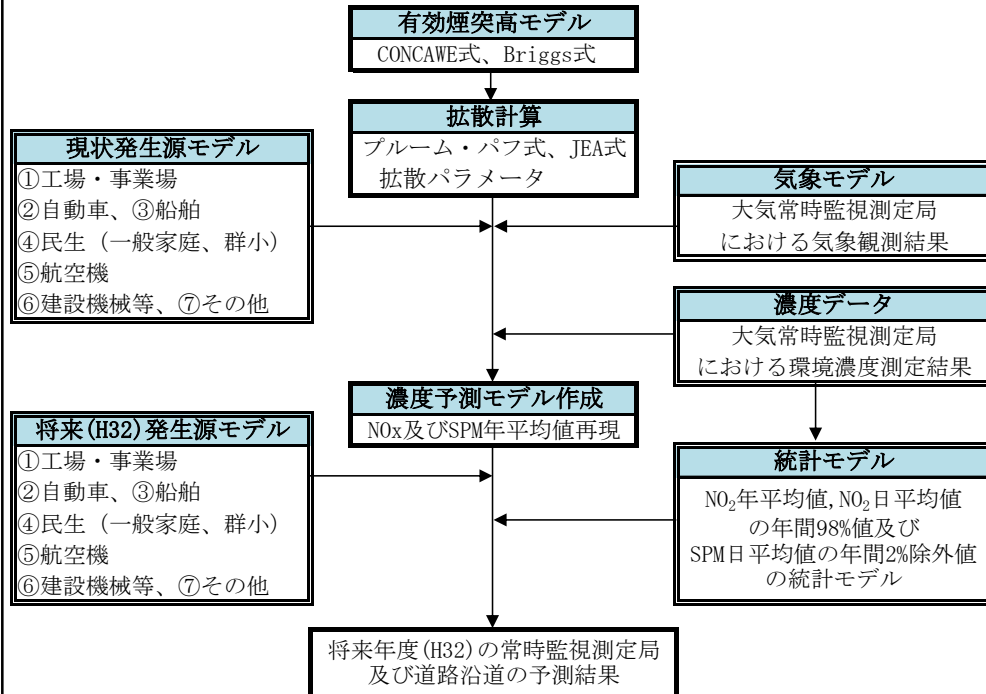 有効煙突高モデル
CONCAWE式、Briggs式
拡散計算
プルーム・パフ式、JEA式
拡散パラメータ
現状発生源モデル
①工場・事業場
②自動車、③船舶
④民生（一般家庭、群小）
⑤航空機
⑥建設機械等、⑦その他
気象モデル
大気常時監視測定局
における気象観測結果
濃度データ
大気常時監視測定局
における環境濃度測定結果
濃度予測モデル作成
NOx及びSPM年平均値再現
将来(H32)発生源モデル
①工場・事業場
②自動車、③船舶
④民生（一般家庭、群小）
⑤航空機
⑥建設機械等、⑦その他
統計モデル
NO₂年平均値,NO₂日平均値
の年間98%値及び
SPM日平均値の年間2%除外値
の統計モデル
将来年度(H32)の常時監視測定局
及び道路沿道の予測結果